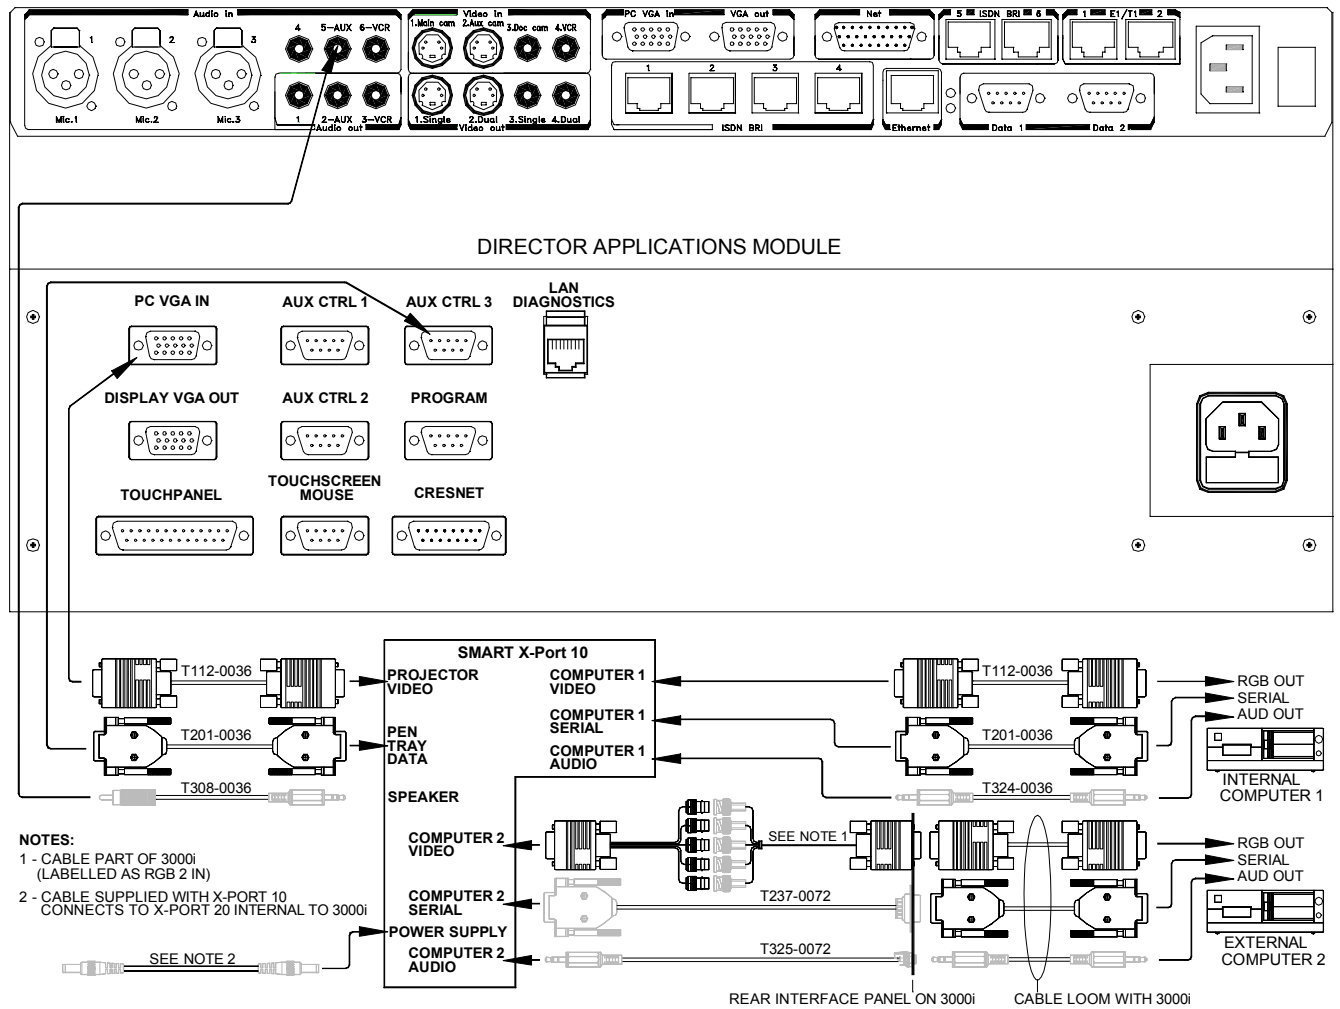 Audio in
Video in
PC VGA in
VGA out
Net
5 ISDN BRI 6
1 E1/T1 2
1
2
3
4
5-AUX
6-VCR
1.Main cam
2.Aux cam
3.Doc cam
4.VCR
Mic.1
Mic.2
Mic.3
1
2-AUX
3-VCR
Audio out
1.Single
2.Dual
3.Single
4.Dual
Video out
1
2
3
4
ISDN BRI
Ethernet
Data 1
Data 2
DIRECTOR APPLICATIONS MODULE
PC VGA IN
AUX CTRL 1
AUX CTRL 3
LAN
DIAGNOSTICS
DISPLAY VGA OUT
AUX CTRL 2
PROGRAM
TOUCHPANEL
TOUCHSCREEN
MOUSE
CRESNET
SMART X-Port 10
T112-0036
PROJECTOR
VIDEO
COMPUTER 1
VIDEO
T112-0036
RGB OUT
SERIAL
AUD OUT
T201-0036
PEN
TRAY
DATA
COMPUTER 1
SERIAL
T201-0036
COMPUTER 1
AUDIO
T308-0036
SPEAKER
T324-0036
INTERNAL
COMPUTER 1
NOTES:
1 - CABLE PART OF 3000i
(LABELLED AS RGB 2 IN)
2 - CABLE SUPPLIED WITH X-PORT 10
CONNECTS TO X-PORT 20 INTERNAL TO 3000i
COMPUTER 2
VIDEO
SEE NOTE 1
RGB OUT
SERIAL
AUD OUT
COMPUTER 2
SERIAL
T237-0072
POWER SUPPLY
COMPUTER 2
AUDIO
T325-0072
SEE NOTE 2
EXTERNAL
COMPUTER 2
REAR INTERFACE PANEL ON 3000i
CABLE LOOM WITH 3000i